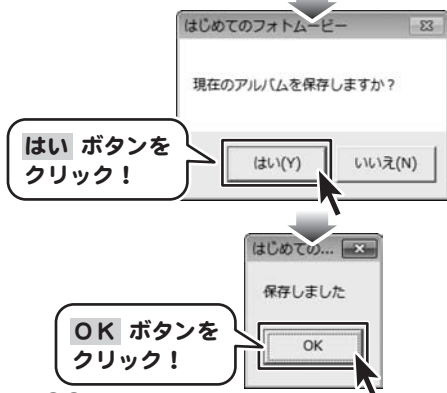 はじめてのフォトムービー
現在のアルバムを保存しますか？
はい ボタンを
クリック！
はい(Y) いいえ(N)
はじめての...
保存しました
ＯＫ ボタンを
クリック！
OK